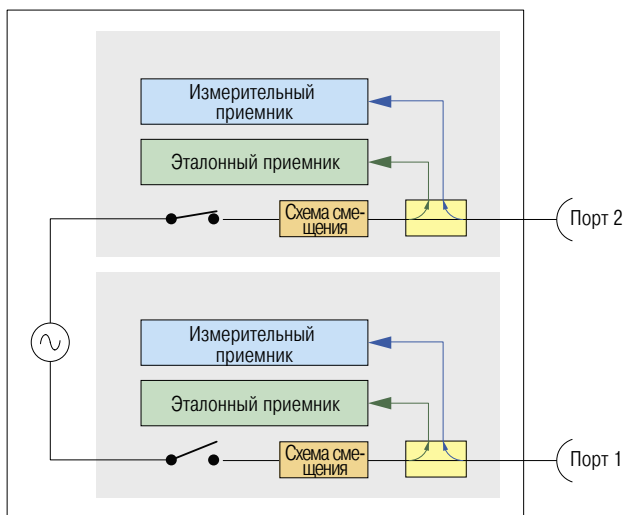 Измерительный
приемник
Эталонный приемник
Схема сме-
щения
Порт 2
Измерительный
приемник
Эталонный приемник
Схема сме-
щения
Порт 1